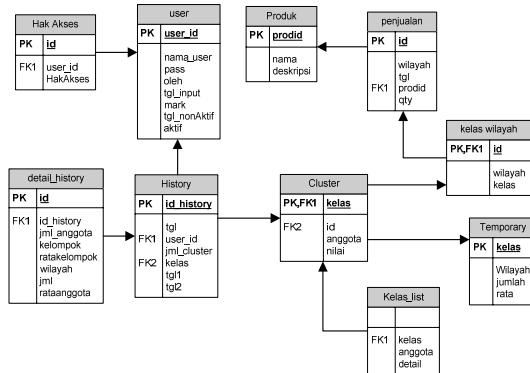 Hak Akses
PK id
FK1 user_id
HakAkses
user
PK user_id
nama_user
pass
oleh
tgl_input
mark
tgl_nonAktif
aktif
Produk
PK prodid
nama
deskripsi
penjualan
PK id
wilayah
tgl
FK1 prodid
qty
kelas wilayah
PK,FK1 id
wilayah
kelas
detail_history
PK id
FK1 id_history
jml_anggota
kelompok
ratakelompok
wilayah
jml
rataanggota
History
PK id_history
tgl
FK1 user_id
jml_cluster
FK2 kelas
tgl1
tgl2
Cluster
PK,FK1 kelas
FK2 id
anggota
nilai
Temporary
PK kelas
Wilayah
jumlah
rata
Kelas_list
FK1 kelas
anggota
detail